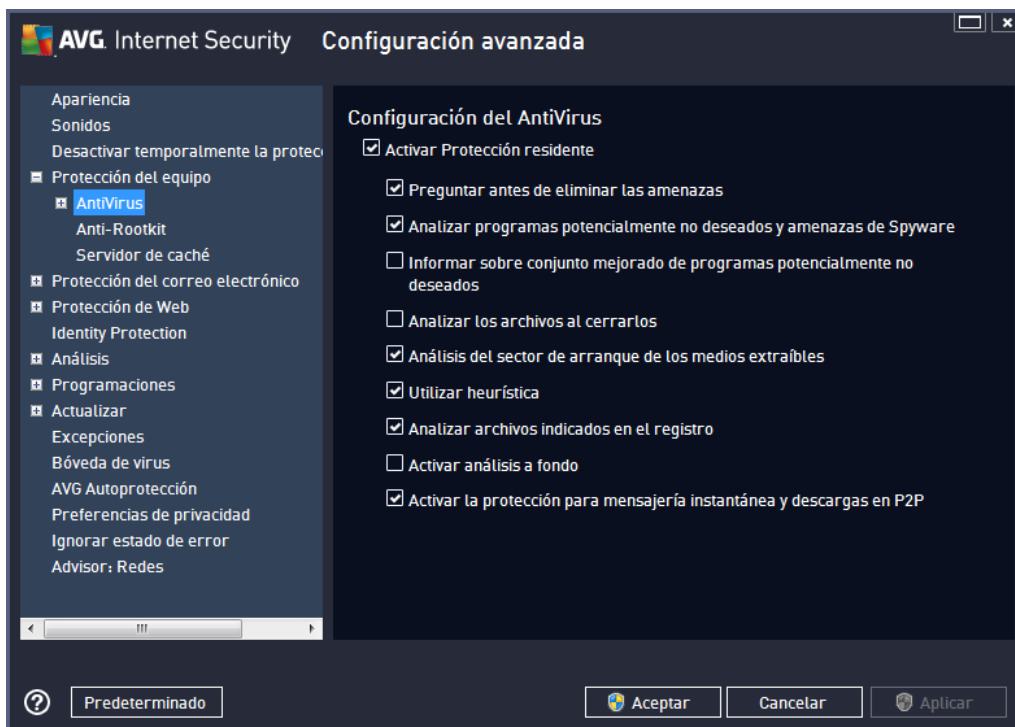 AVG. Internet Security
Configuración avanzada
Apariencia
Sonidos
Desactivar temporalmente la protec
Protección del equipo
AntiVirus
Anti-Rootkit
Servidor de caché
Protección del correo electrónico
Protección de Web
Identity Protection
Análisis
Programaciones
Actualizar
Excepciones
Bóveda de virus
AVG Autoprotección
Preferencias de privacidad
Ignorar estado de error
Advisor: Redes
Configuración del AntiVirus
Activar Protección residente
Preguntar antes de eliminar las amenazas
Analizar programas potencialmente no deseados y amenazas de Spyware
Informar sobre conjunto mejorado de programas potencialmente no
deseados
Analizar los archivos al cerrarlos
Análisis del sector de arranque de los medios extraíbles
Utilizar heurística
Analizar archivos indicados en el registro
Activar análisis a fondo
Activar la protección para mensajería instantánea y descargas en P2P
Predeterminado
Aceptar
Cancelar
Aplicar